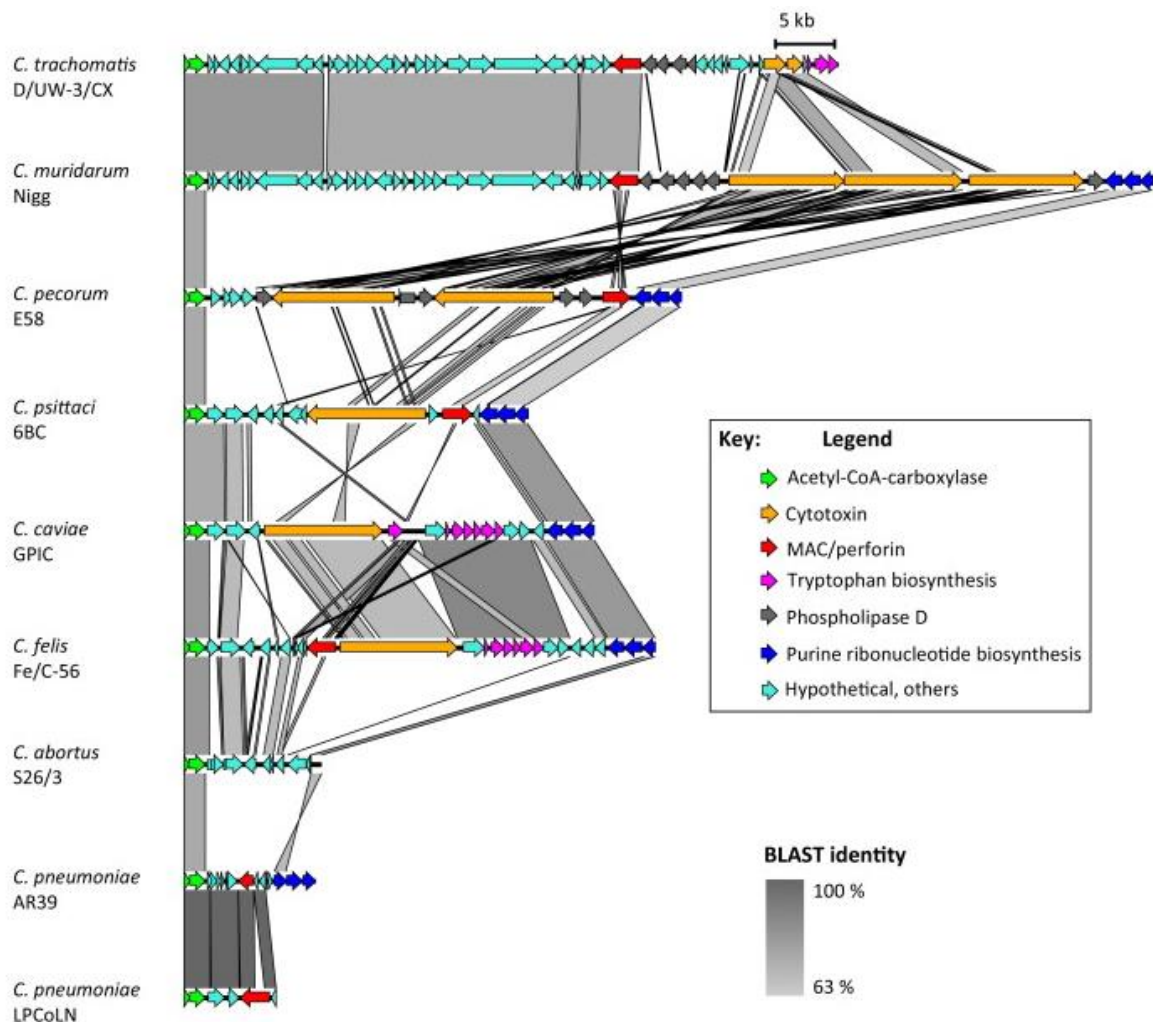 5 kb
C. trachomatis
D/UW-3/CX
C. muridarum
Nigg
C. pecorum
E58
C. psittaci
6BC
Key: Legend
Acetyl-CoA-carboxylase
Cytotoxin
MAC/perforin
Tryptophan biosynthesis
Phospholipase D
Purine ribonucleotide biosynthesis
Hypothetical, others
C. caviae
GPIC
C. felis
Fe/C-56
C. abortus
S26/3
C. pneumoniae
AR39
C. pneumoniae
LPCoLN
BLAST identity
100 %
63 %